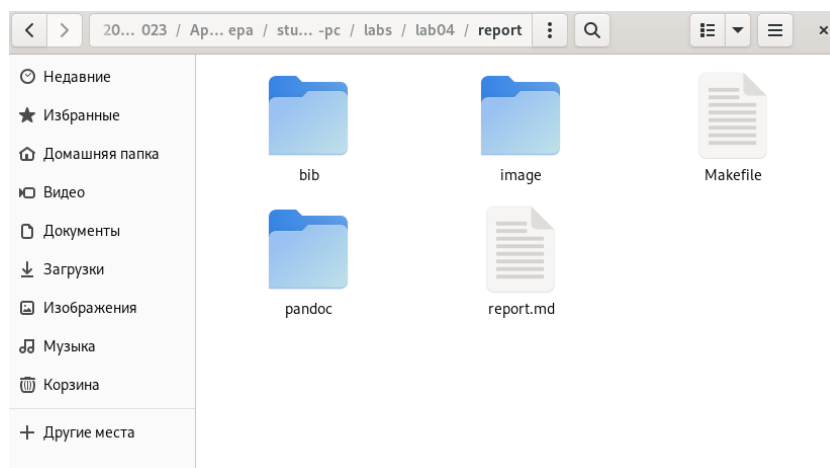 20... 023 / Ap... epa / stu... -pc / labs / lab04 / report
Недавние
Избранные
Домашняя папка
Видео
Документы
Загрузки
Изображения
Музыка
Корзина
Другие места
bib
image
Makefile
pandoc
report.md